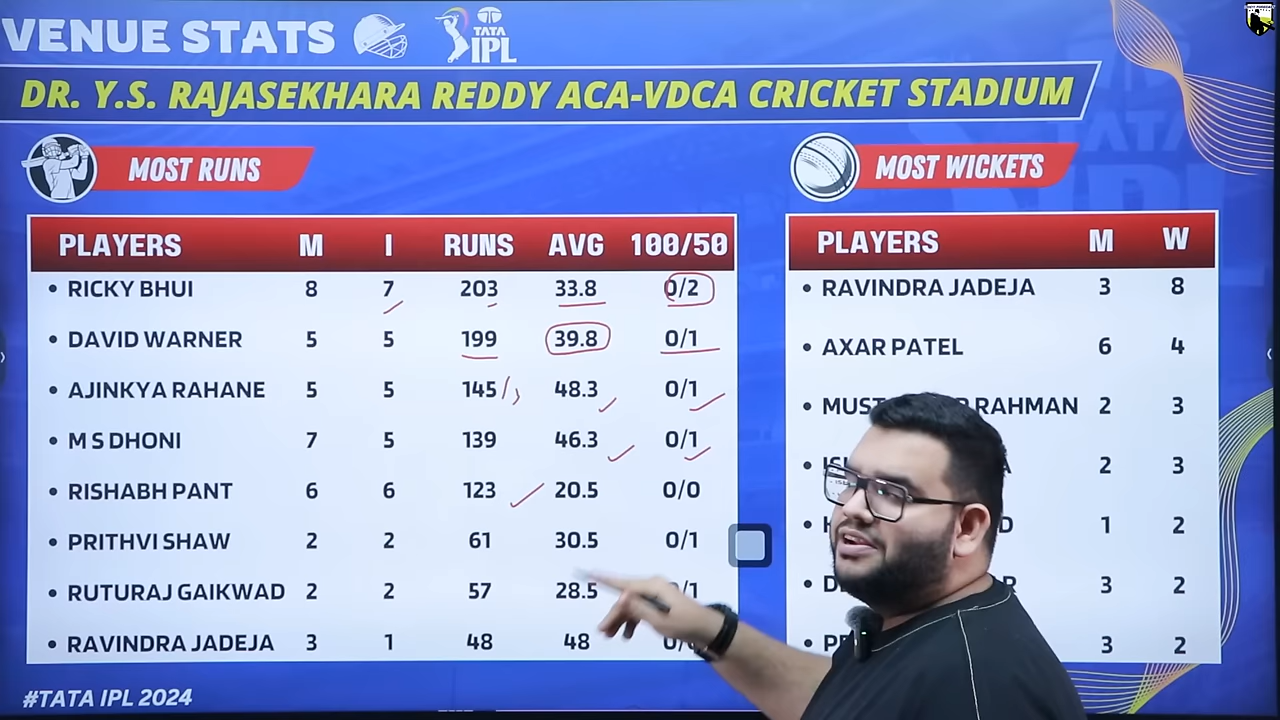 VENUE STATS
TATA
IPL
DR. Y.S. RAJASEKHARA REDDY ACA-VDCA CRICKET STADIUM
MOST RUNS
PLAYERS M I RUNS AVG 100/50
• RICKY BHUI 8 7 203 33.8 0/2
• DAVID WARNER 5 5 199 39.8 0/1
• AJINKYA RAHANE 5 5 145 48.3 0/1
• M S DHONI 7 5 139 46.3 0/1
• RISHABH PANT 6 6 123 20.5 0/0
• PRITHVI SHAW 2 2 61 30.5 0/1
• RUTURAJ GAIKWAD 2 2 57 28.5 /1
• RAVINDRA JADEJA 3 1 48 48 0/
MOST WICKETS
PLAYERS M W
• RAVINDRA JADEJA 3 8
• AXAR PATEL 6 4
• RAHMAN 2 3
• 2 3
• 1 2
• 3 2
• 3 2
#TATA IPL 2024